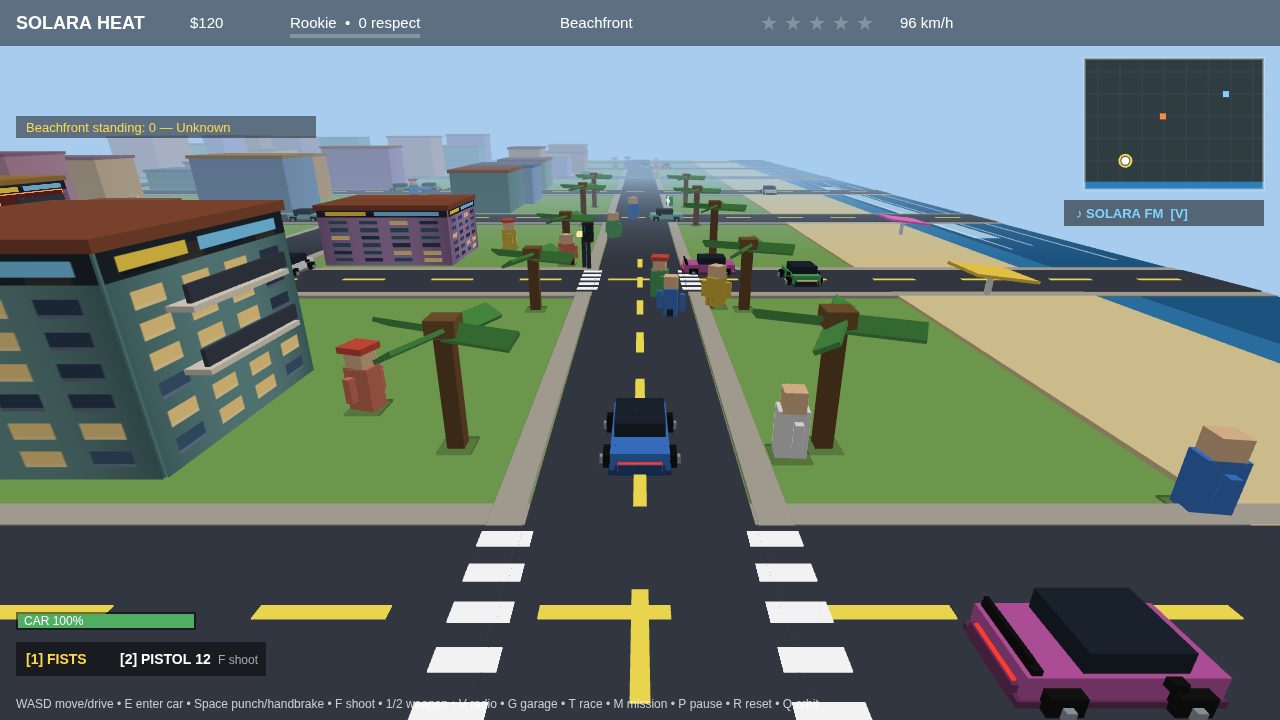 SOLARA HEAT $120 Rookie • 0 respect Beachfront ★★★★★ 96 km/h
Beachfront standing: 0 — Unknown
♪ SOLARA FM [V]
CAR 100%
[1] FISTS [2] PISTOL 12 F shoot
WASD move/drive • E enter car • Space punch/handbrake • F shoot • 1/2 weapon • V radio • G garage • T race • M mission • P pause • R reset • Q orbit